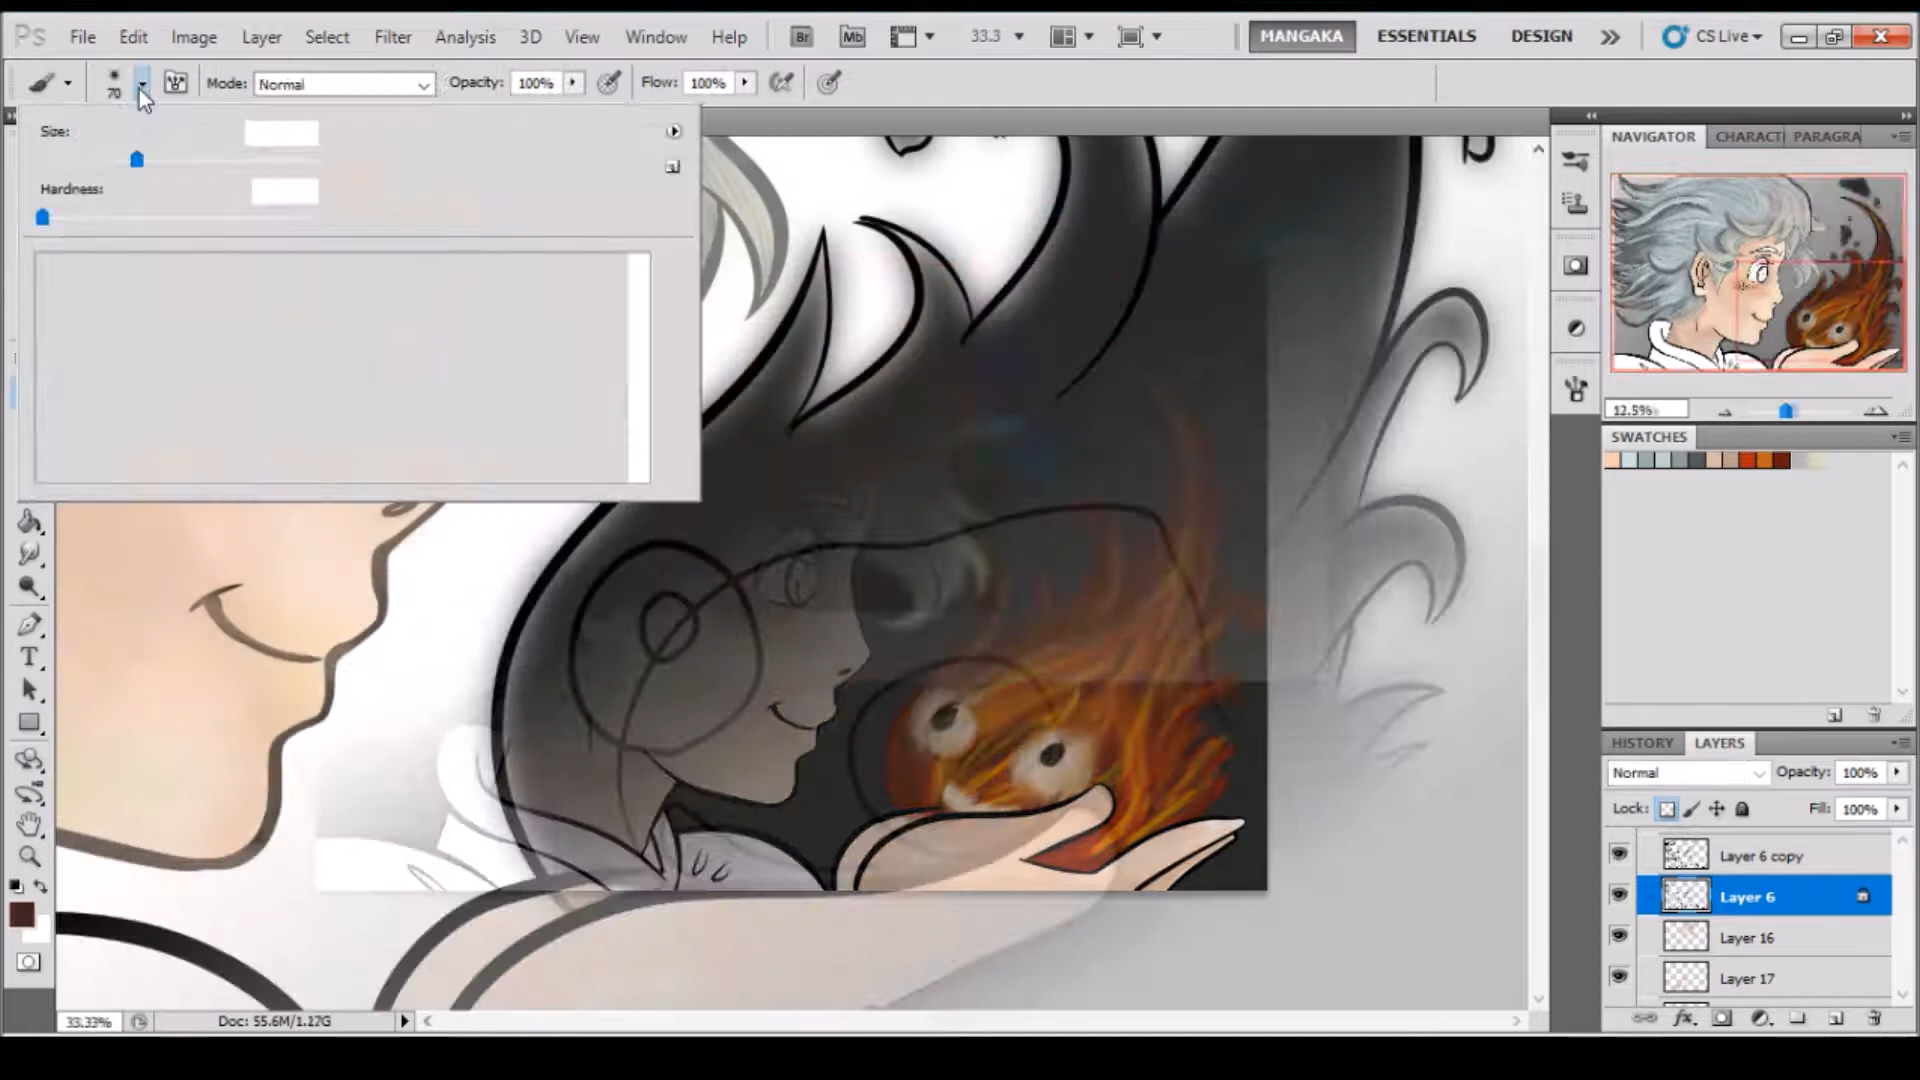 Ps File Edit Image Layer Select Filter Analysis 3D View Window Help Br Mb 33.3 MANGAKA ESSENTIALS DESIGN CS Live
70 Mode: Normal Opacity: 100% Flow: 100%
Size:
Hardness:
NAVIGATOR CHARACTI PARAGRA
12.5%
SWATCHES
HISTORY LAYERS
Normal Opacity: 100%
Lock: Fill: 100%
Layer 6 copy
Layer 6
Layer 16
Layer 17
T
fx
33.33% Doc: 55.6M/1.27G